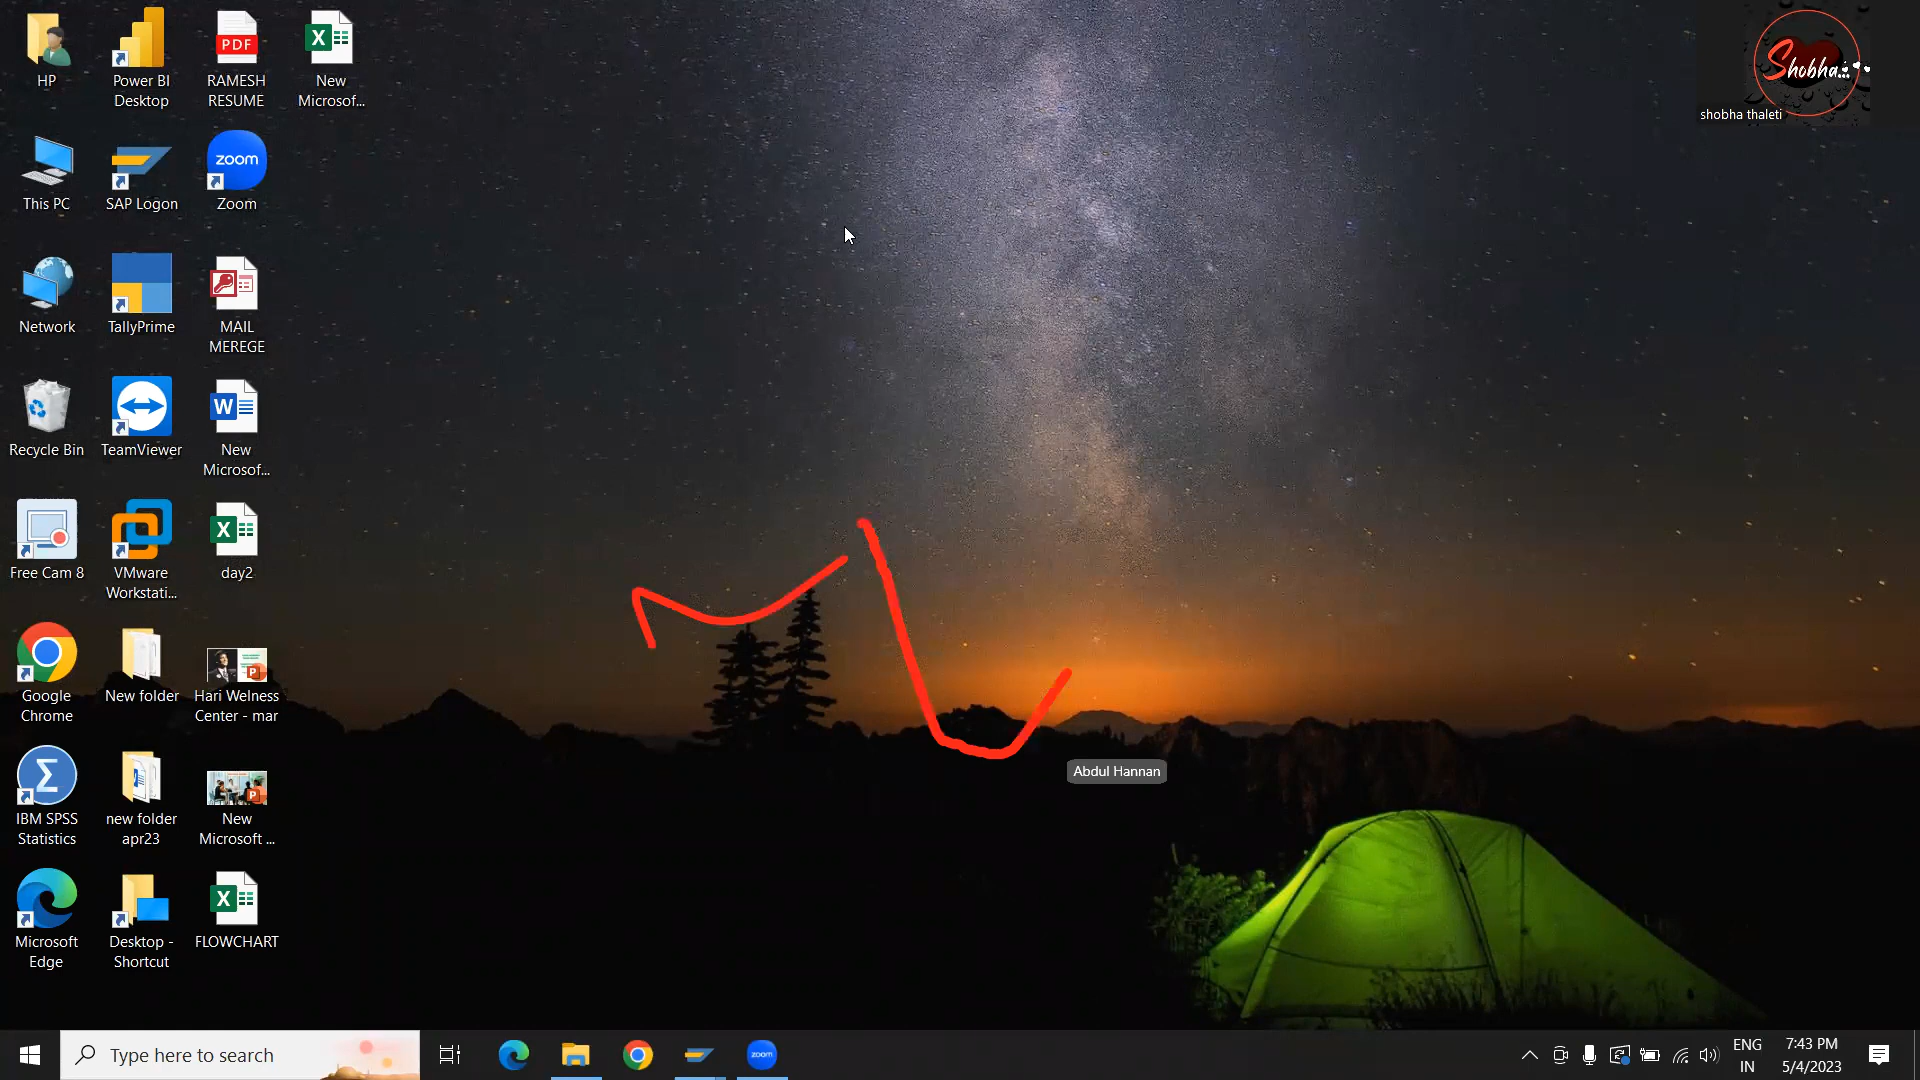 HP
Power BI
Desktop
RAMESH
RESUME
New
Microsof...
Shobha...
shobha thaleti
This PC
SAP Logon
zoom
Zoom
Network
TallyPrime
MAIL
MEREGE
Recycle Bin
TeamViewer
New
Microsof...
Free Cam 8
VMware
Workstati...
day2
Google
Chrome
New folder
Hari Welness
Center - mar
Abdul Hannan
IBM SPSS
Statistics
new folder
apr23
New
Microsoft ...
Microsoft
Edge
Desktop -
Shortcut
FLOWCHART
Type here to search
zoom
ENG
IN
7:43 PM
5/4/2023